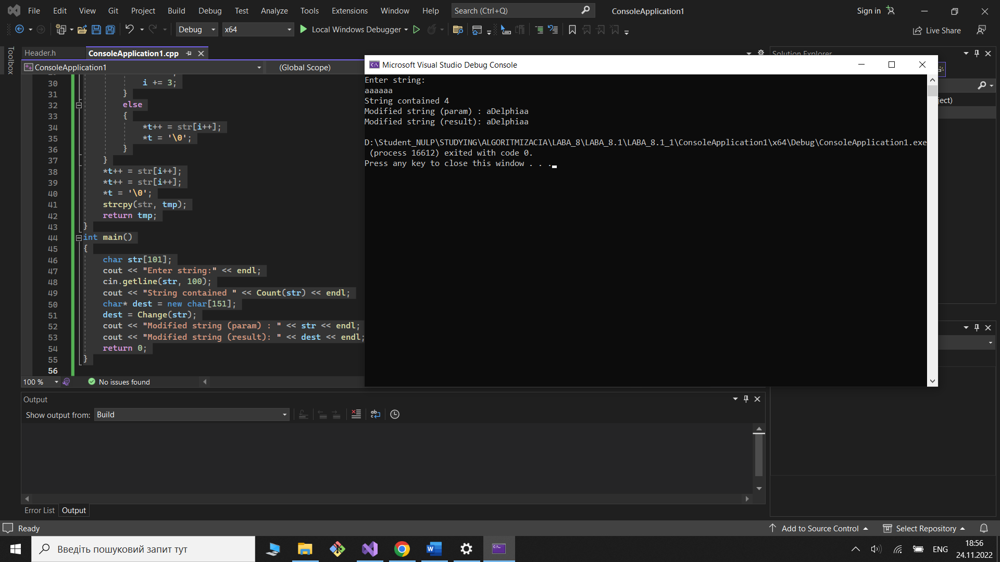 File Edit View Git Project Build Debug Test Analyze Tools Extensions Window Help Search (Ctrl+Q) ConsoleApplication1 Sign in
Debug x64 Local Windows Debugger Live Share
Toolbox
Header.h ConsoleApplication1.cpp
ConsoleApplication1 (Global Scope)
30 i += 3;
31 }
32 else
33 {
34 *t++ = str[i++];
35 *t = '\0';
36 }
37 }
38 *t++ = str[i++];
39 *t++ = str[i++];
40 *t = '\0';
41 strcpy(str, tmp);
42 return tmp;
43 }
44 int main()
45 {
46 char str[101];
47 cout << "Enter string:" << endl;
48 cin.getline(str, 100);
49 cout << "String contained " << Count(str) << endl;
50 char* dest = new char[151];
51 dest = Change(str);
52 cout << "Modified string (param) : " << str << endl;
53 cout << "Modified string (result): " << dest << endl;
54 return 0;
55 }
56
100 % No issues found
Solution Explorer
ject)
Microsoft Visual Studio Debug Console
Enter string:
aaaaaa
String contained 4
Modified string (param) : aDelphiaa
Modified string (result): aDelphiaa
D:\Student_NULP\STUDYING\ALGORITMIZACIA\LABA_8\LABA_8.1\LABA_8.1_1\ConsoleApplication1\x64\Debug\ConsoleApplication1.exe
(process 16612) exited with code 0.
Press any key to close this window . . .
Output
Show output from: Build
Error List Output
Ready Add to Source Control Select Repository
Введіть пошуковий запит тут
ENG
18:56
24.11.2022